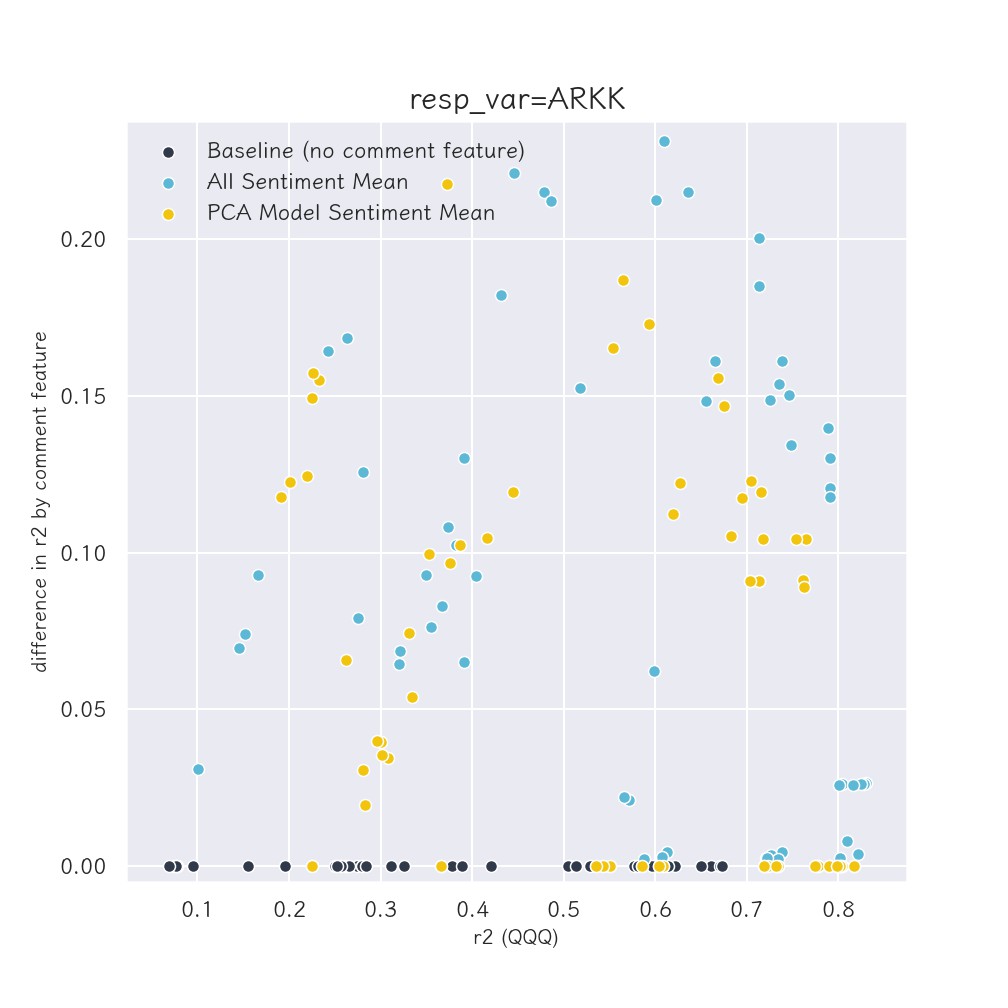 resp_var=ARKK
Baseline (no comment feature)
All Sentiment Mean
PCA Model Sentiment Mean
difference in r2 by comment feature
0.20
0.15
0.10
0.05
0.00
0.1 0.2 0.3 0.4 0.5 0.6 0.7 0.8
r2 (QQQ)